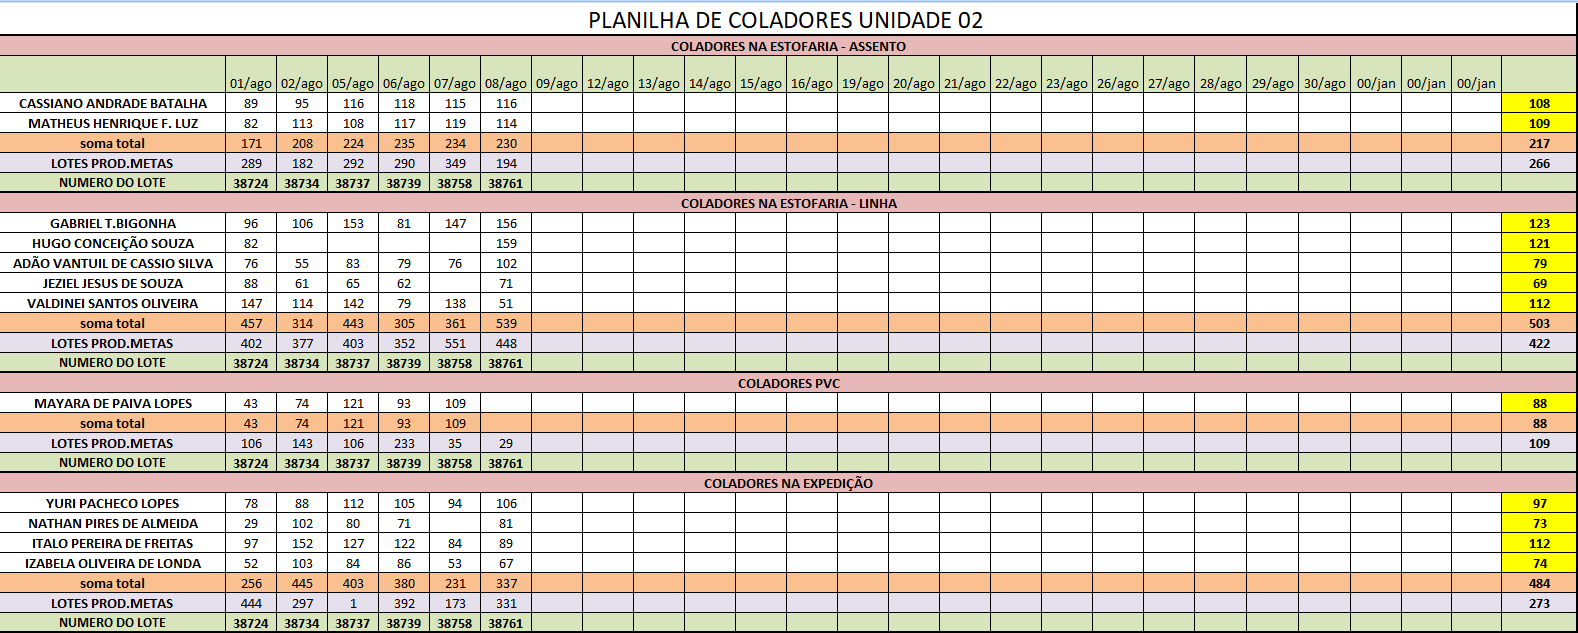 PLANILHA DE COLADORES UNIDADE 02
COLADORES NA ESTOFARIA - ASSENTO
01/ago 02/ago 05/ago 06/ago 07/ago 08/ago 09/ago 12/ago 13/ago 14/ago 15/ago 16/ago 19/ago 20/ago 21/ago 22/ago 23/ago 26/ago 27/ago 28/ago 29/ago 30/ago 00/jan 00/jan 00/jan
CASSIANO ANDRADE BATALHA 89 95 116 118 115 116 108
MATHEUS HENRIQUE F. LUZ 82 113 108 117 119 114 109
soma total 171 208 224 235 234 230 217
LOTES PROD.METAS 289 182 292 290 349 194 266
NUMERO DO LOTE 38724 38734 38737 38739 38758 38761
COLADORES NA ESTOFARIA - LINHA
GABRIEL T.BIGONHA 96 106 153 81 147 156 123
HUGO CONCEIÇÃO SOUZA 82 159 121
ADÃO VANTUIL DE CASSIO SILVA 76 55 83 79 76 102 79
JEZIEL JESUS DE SOUZA 88 61 65 62 71 69
VALDINEI SANTOS OLIVEIRA 147 114 142 79 138 51 112
soma total 457 314 443 305 361 539 503
LOTES PROD.METAS 402 377 403 352 551 448 422
NUMERO DO LOTE 38724 38734 38737 38739 38758 38761
COLADORES PVC
MAYARA DE PAIVA LOPES 43 74 121 93 109 88
soma total 43 74 121 93 109 88
LOTES PROD.METAS 106 143 106 233 35 29 109
NUMERO DO LOTE 38724 38734 38737 38739 38758 38761
COLADORES NA EXPEDIÇÃO
YURI PACHECO LOPES 78 88 112 105 94 106 97
NATHAN PIRES DE ALMEIDA 29 102 80 71 81 73
ITALO PEREIRA DE FREITAS 97 152 127 122 84 89 112
IZABELA OLIVEIRA DE LONDA 52 103 84 86 53 67 74
soma total 256 445 403 380 231 337 484
LOTES PROD.METAS 444 297 1 392 173 331 273
NUMERO DO LOTE 38724 38734 38737 38739 38758 38761